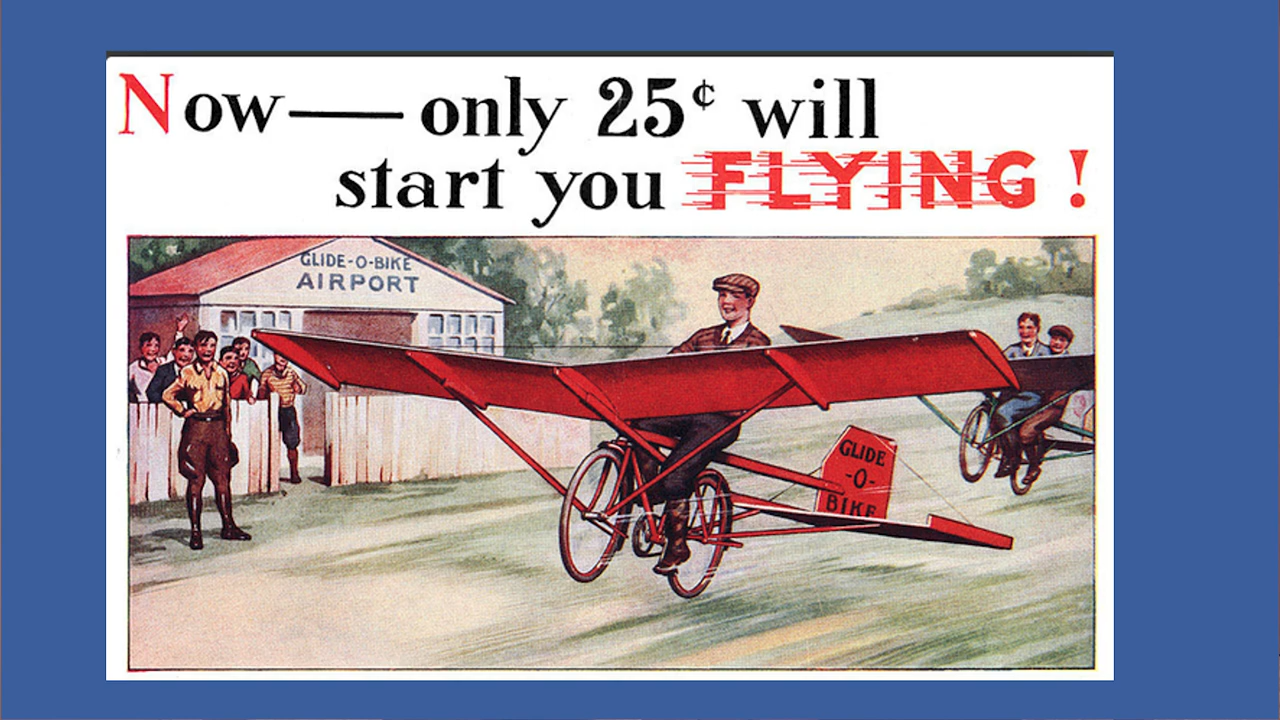 Now—only 25¢ will
start you FLYING!
GLIDE-O-BIKE
AIRPORT
GLIDE
-O-
BIKE